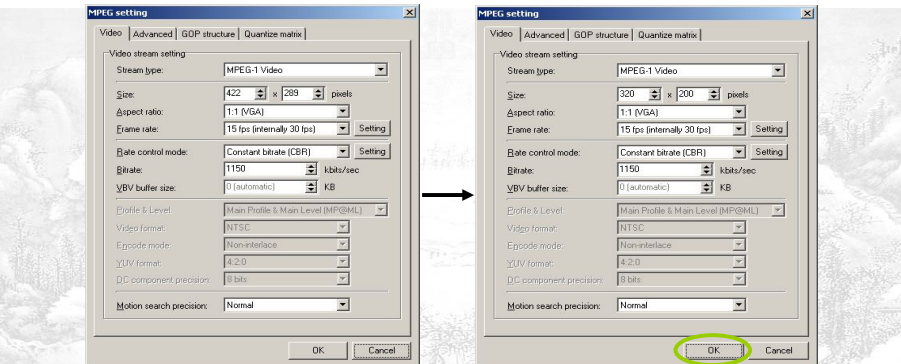 MPEG setting
Video Advanced GOP structure Quantize matrix
Video stream setting
Stream type: MPEG-1 Video
Size: 422 x 289 pixels
Aspect ratio: 1:1 (VGA)
Frame rate: 15 fps (internally 30 fps) Setting
Rate control mode: Constant bitrate (CBR) Setting
Bitrate: 1150 kbits/sec
VBV buffer size: 0 (automatic) KB
Profile & Level: Main Profile & Main Level (MP@ML)
Video format: NTSC
Encode mode: Non-interlace
YUV format: 4:2:0
DC component precision: 8 bits
Motion search precision: Normal
OK Cancel
MPEG setting
Video Advanced GOP structure Quantize matrix
Video stream setting
Stream type: MPEG-1 Video
Size: 320 x 200 pixels
Aspect ratio: 1:1 (VGA)
Frame rate: 15 fps (internally 30 fps) Setting
Rate control mode: Constant bitrate (CBR) Setting
Bitrate: 1150 kbits/sec
VBV buffer size: 0 (automatic) KB
Profile & Level: Main Profile & Main Level (MP@ML)
Video format: NTSC
Encode mode: Non-interlace
YUV format: 4:2:0
DC component precision: 8 bits
Motion search precision: Normal
OK Cancel